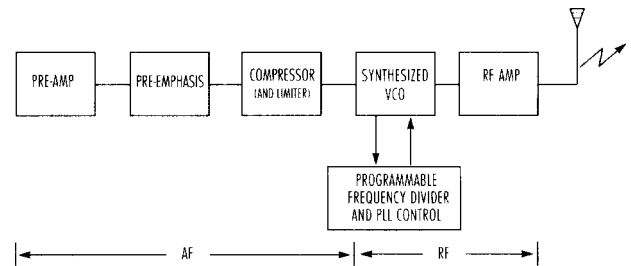 PRE-AMP
PRE-EMPHASIS
COMPRESSOR
(AND LIMITER)
SYNTHESIZED
VCO
RF AMP
PROGRAMMABLE
FREQUENCY DIVIDER
AND PLL CONTROL
AF
RF